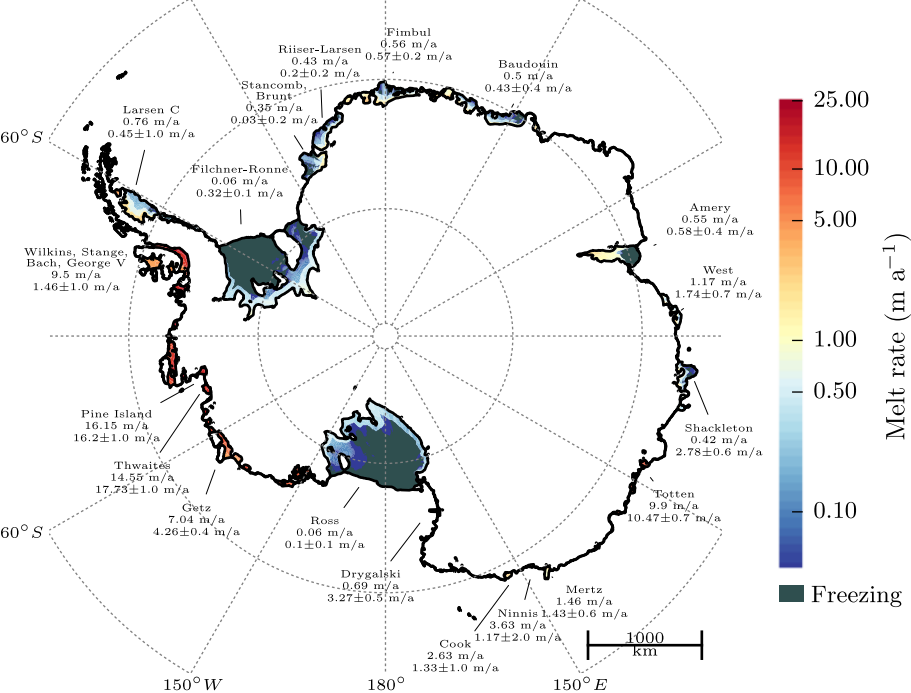 Fimbul
0.56 m/a
0.57±0.2 m/a
Riiser-Larsen
0.43 m/a
0.2±0.2 m/a
Baudouin
0.5 m/a
0.43±0.4 m/a
Stancomb,
Brunt
0.35 m/a
0.03±0.2 m/a
Larsen C
0.76 m/a
0.45±1.0 m/a
60°S
Filchner-Ronne
0.06 m/a
0.32±0.1 m/a
Amery
0.55 m/a
0.58±0.4 m/a
Wilkins, Stange,
Bach, George V
9.5 m/a
1.46±1.0 m/a
West
1.17 m/a
1.74±0.7 m/a
Pine Island
16.15 m/a
16.2±1.0 m/a
Shackleton
0.42 m/a
2.78±0.6 m/a
Thwaites
14.55 m/a
17.73±1.0 m/a
Totten
9.9 m/a
10.47±0.7 m/a
Getz
7.04 m/a
4.26±0.4 m/a
Ross
0.06 m/a
0.1±0.1 m/a
60°S
Drygalski
0.69 m/a
3.27±0.5 m/a
Mertz
1.46 m/a
1.43±0.6 m/a
Ninnis
3.63 m/a
1.17±2.0 m/a
Cook
2.63 m/a
1.33±1.0 m/a
1000
km
150°W
180°
150°E
25.00
10.00
5.00
1.00
0.50
0.10
Melt rate (m a⁻¹)
Freezing